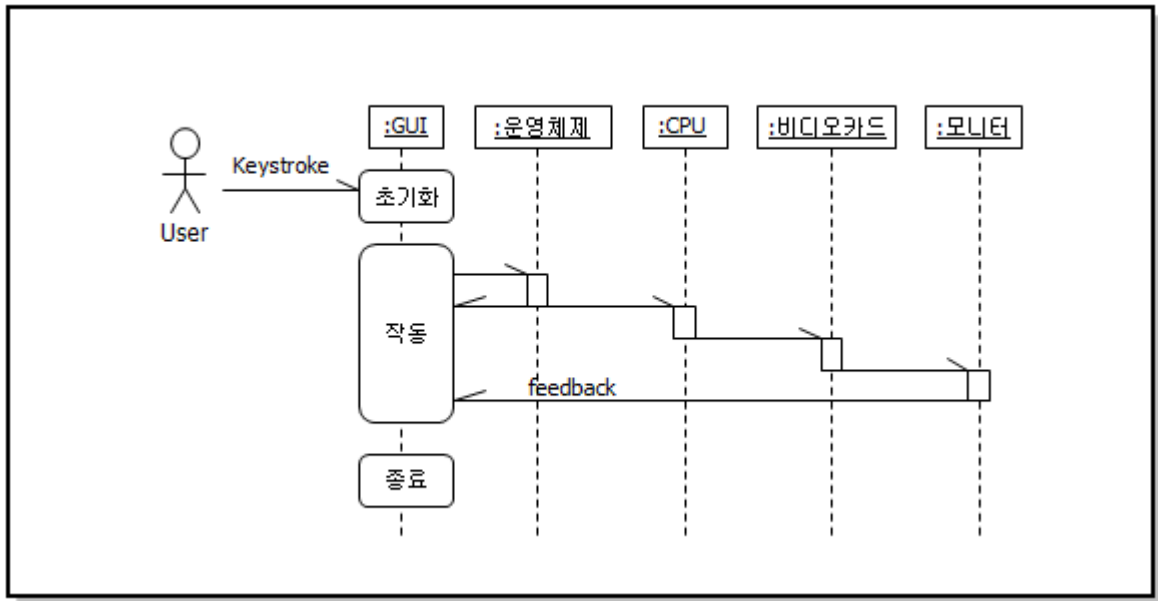 :GUI
:운영체제
:CPU
:비디오카드
:모니터
Keystroke
초기화
User
작동
feedback
종료